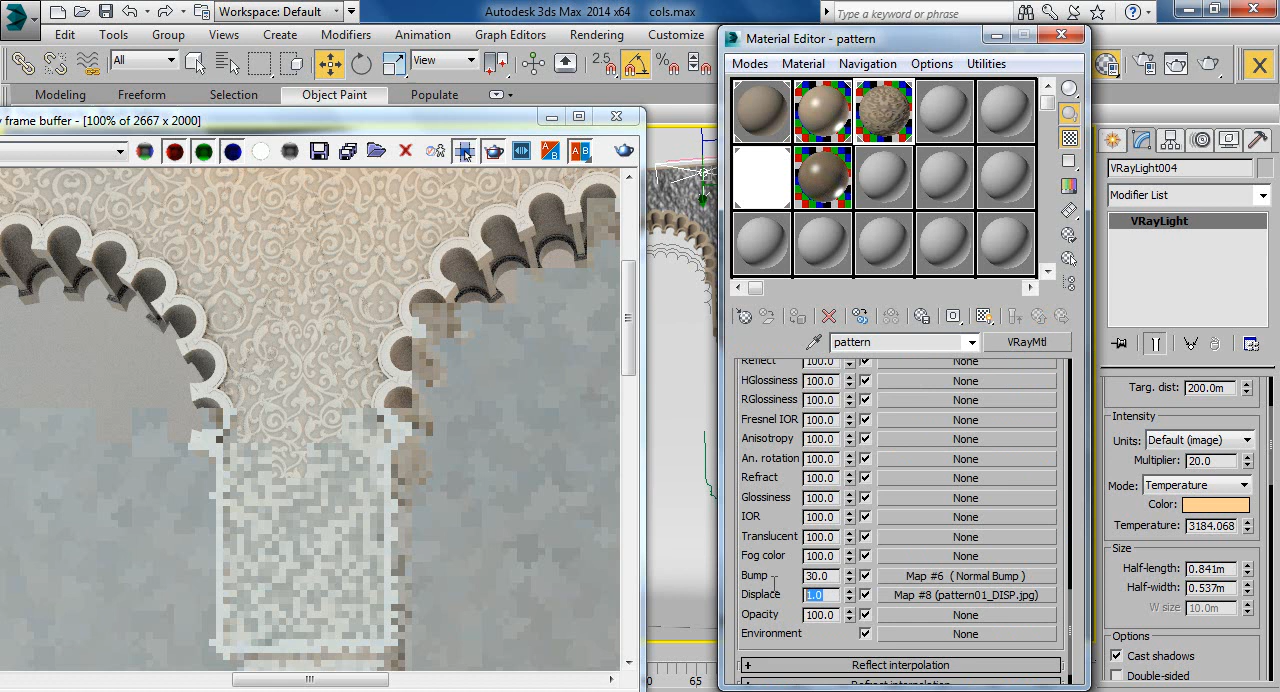 Workspace: Default
Autodesk 3ds Max 2014 x64 cols.max
Type a keyword or phrase
Edit Tools Group Views Create Modifiers Animation Graph Editors Rendering Customize
All
View
2.5
Modeling Freeform Selection Object Paint Populate
frame buffer - [100% of 2667 x 2000]
Material Editor - pattern
Modes Material Navigation Options Utilities
pattern
VRayMtl
Reflect 100.0 None
HGlossiness 100.0 None
RGlossiness 100.0 None
Fresnel IOR 100.0 None
Anisotropy 100.0 None
An. rotation 100.0 None
Refract 100.0 None
Glossiness 100.0 None
IOR 100.0 None
Translucent 100.0 None
Fog color 100.0 None
Bump 30.0 Map #6 ( Normal Bump )
Displace 1.0 Map #8 (pattern01_DISP.jpg)
Opacity 100.0 None
Environment None
+ Reflect interpolation
65
VRayLight004
Modifier List
VRayLight
Targ. dist: 200.0m
Intensity
Units: Default (image)
Multiplier: 20.0
Mode: Temperature
Color:
Temperature: 3184.068
Size
Half-length: 0.841m
Half-width: 0.537m
W size 10.0m
Options
Cast shadows
Double-sided